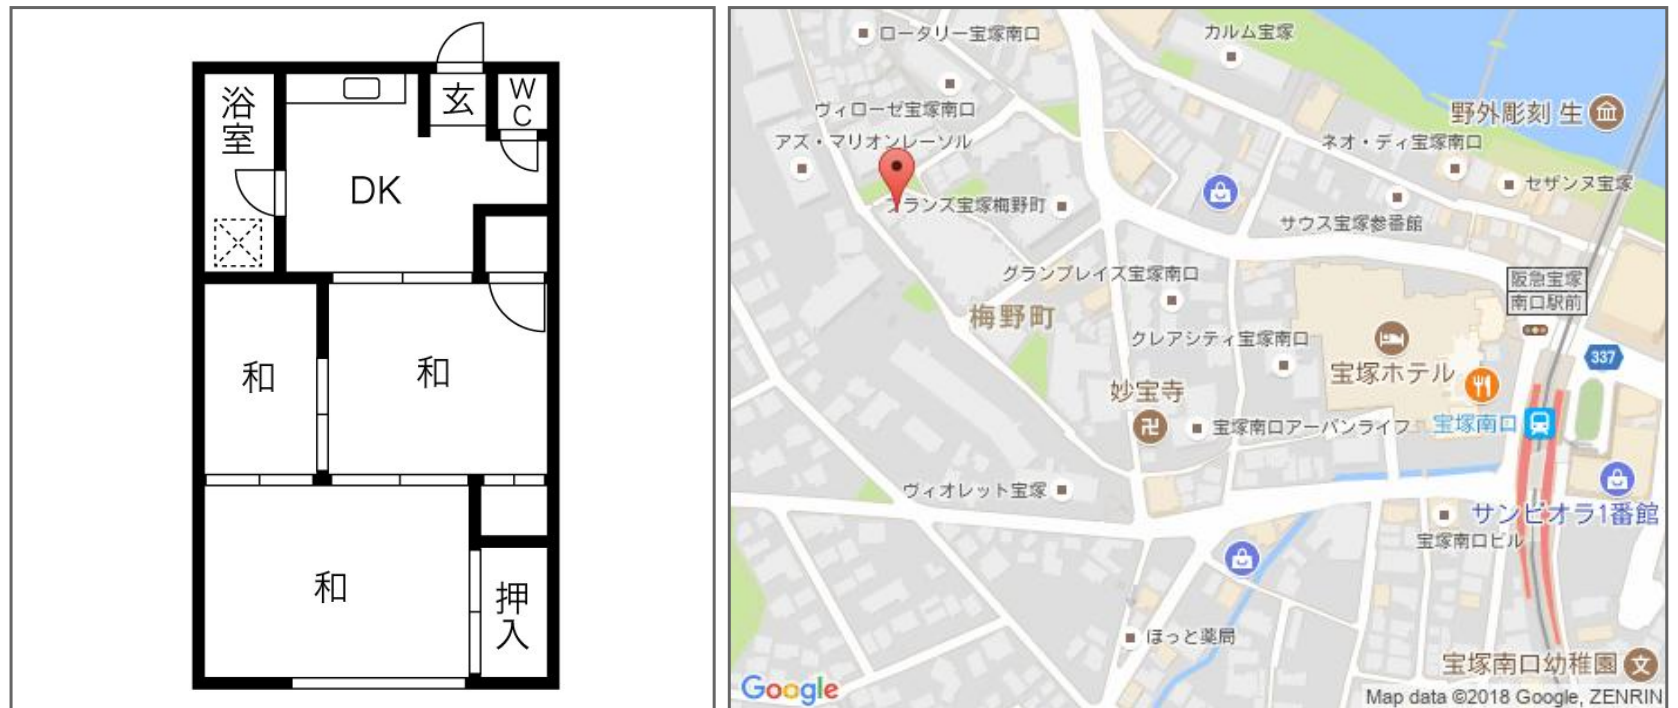 浴
室
玄
W
C
DK
和
和
和
押
入
ロータリー宝塚南口
カルム宝塚
ヴィローゼ宝塚南口
野外彫刻 生
アズ・マリオンレーソル
ネオ・ディ宝塚南口
セザンヌ宝塚
ブランズ宝塚梅野町
サウス宝塚参番館
グランブレイズ宝塚南口
阪急宝塚
南口駅前
梅野町
クレアシティ宝塚南口
337
宝塚ホテル
妙宝寺
宝塚南口アーバンライフ
宝塚南口
ヴィオレット宝塚
サンビオラ1番館
宝塚南口ビル
ほっと薬局
宝塚南口幼稚園
文
Google
Map data ©2018 Google, ZENRIN